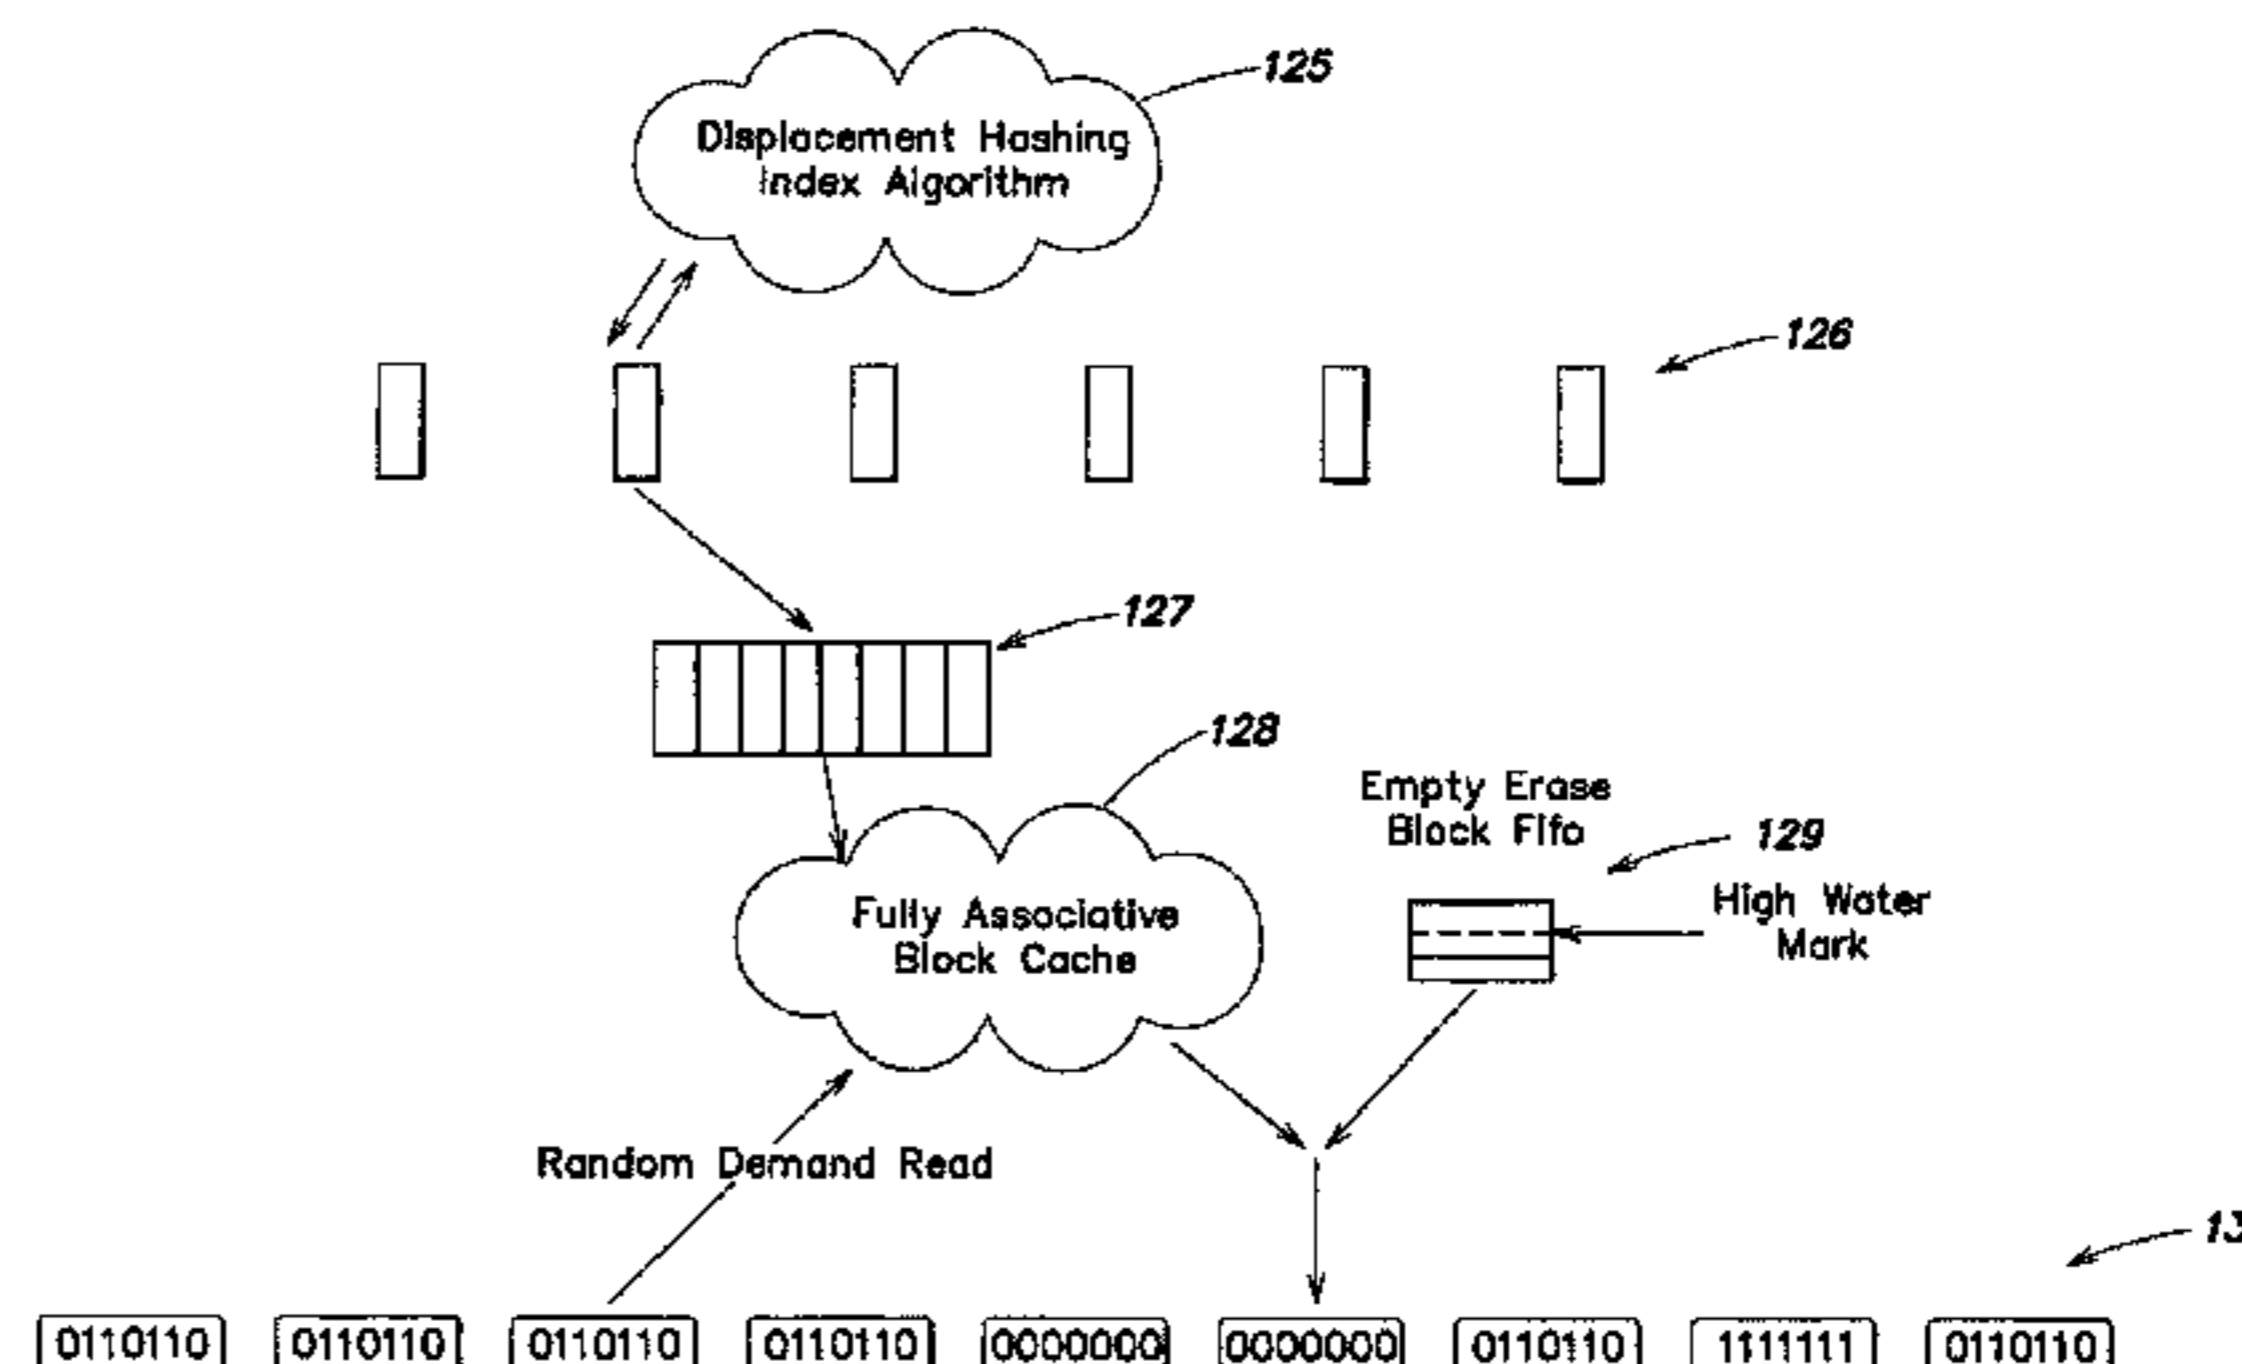 125
Displacement Hashing
Index Algorithm
126
127
128
Empty Erase
Block Fifo
129
High Water
Mark
Fully Associative
Block Cache
Random Demand Read
0110110 0110110 0110110 0110110 0000000 0000000 0110110 1111111 0110110